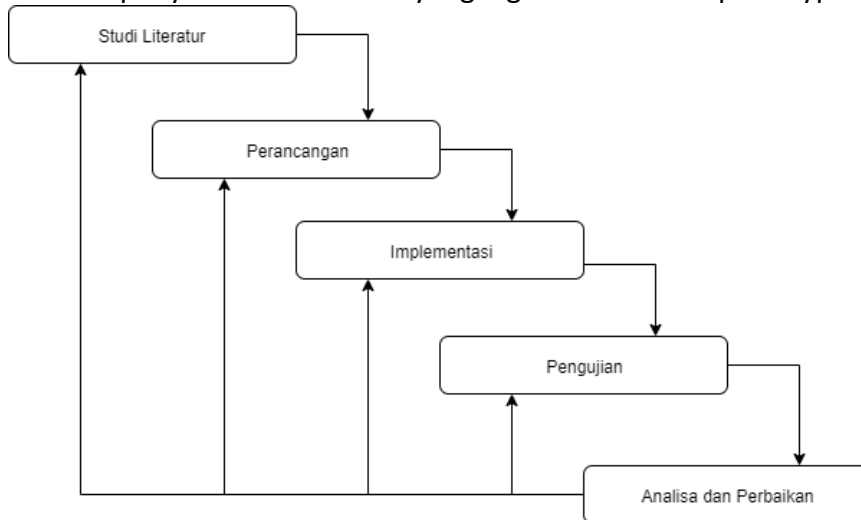 Studi Literatur
Perancangan
Implementasi
Pengujian
Analisa dan Perbaikan